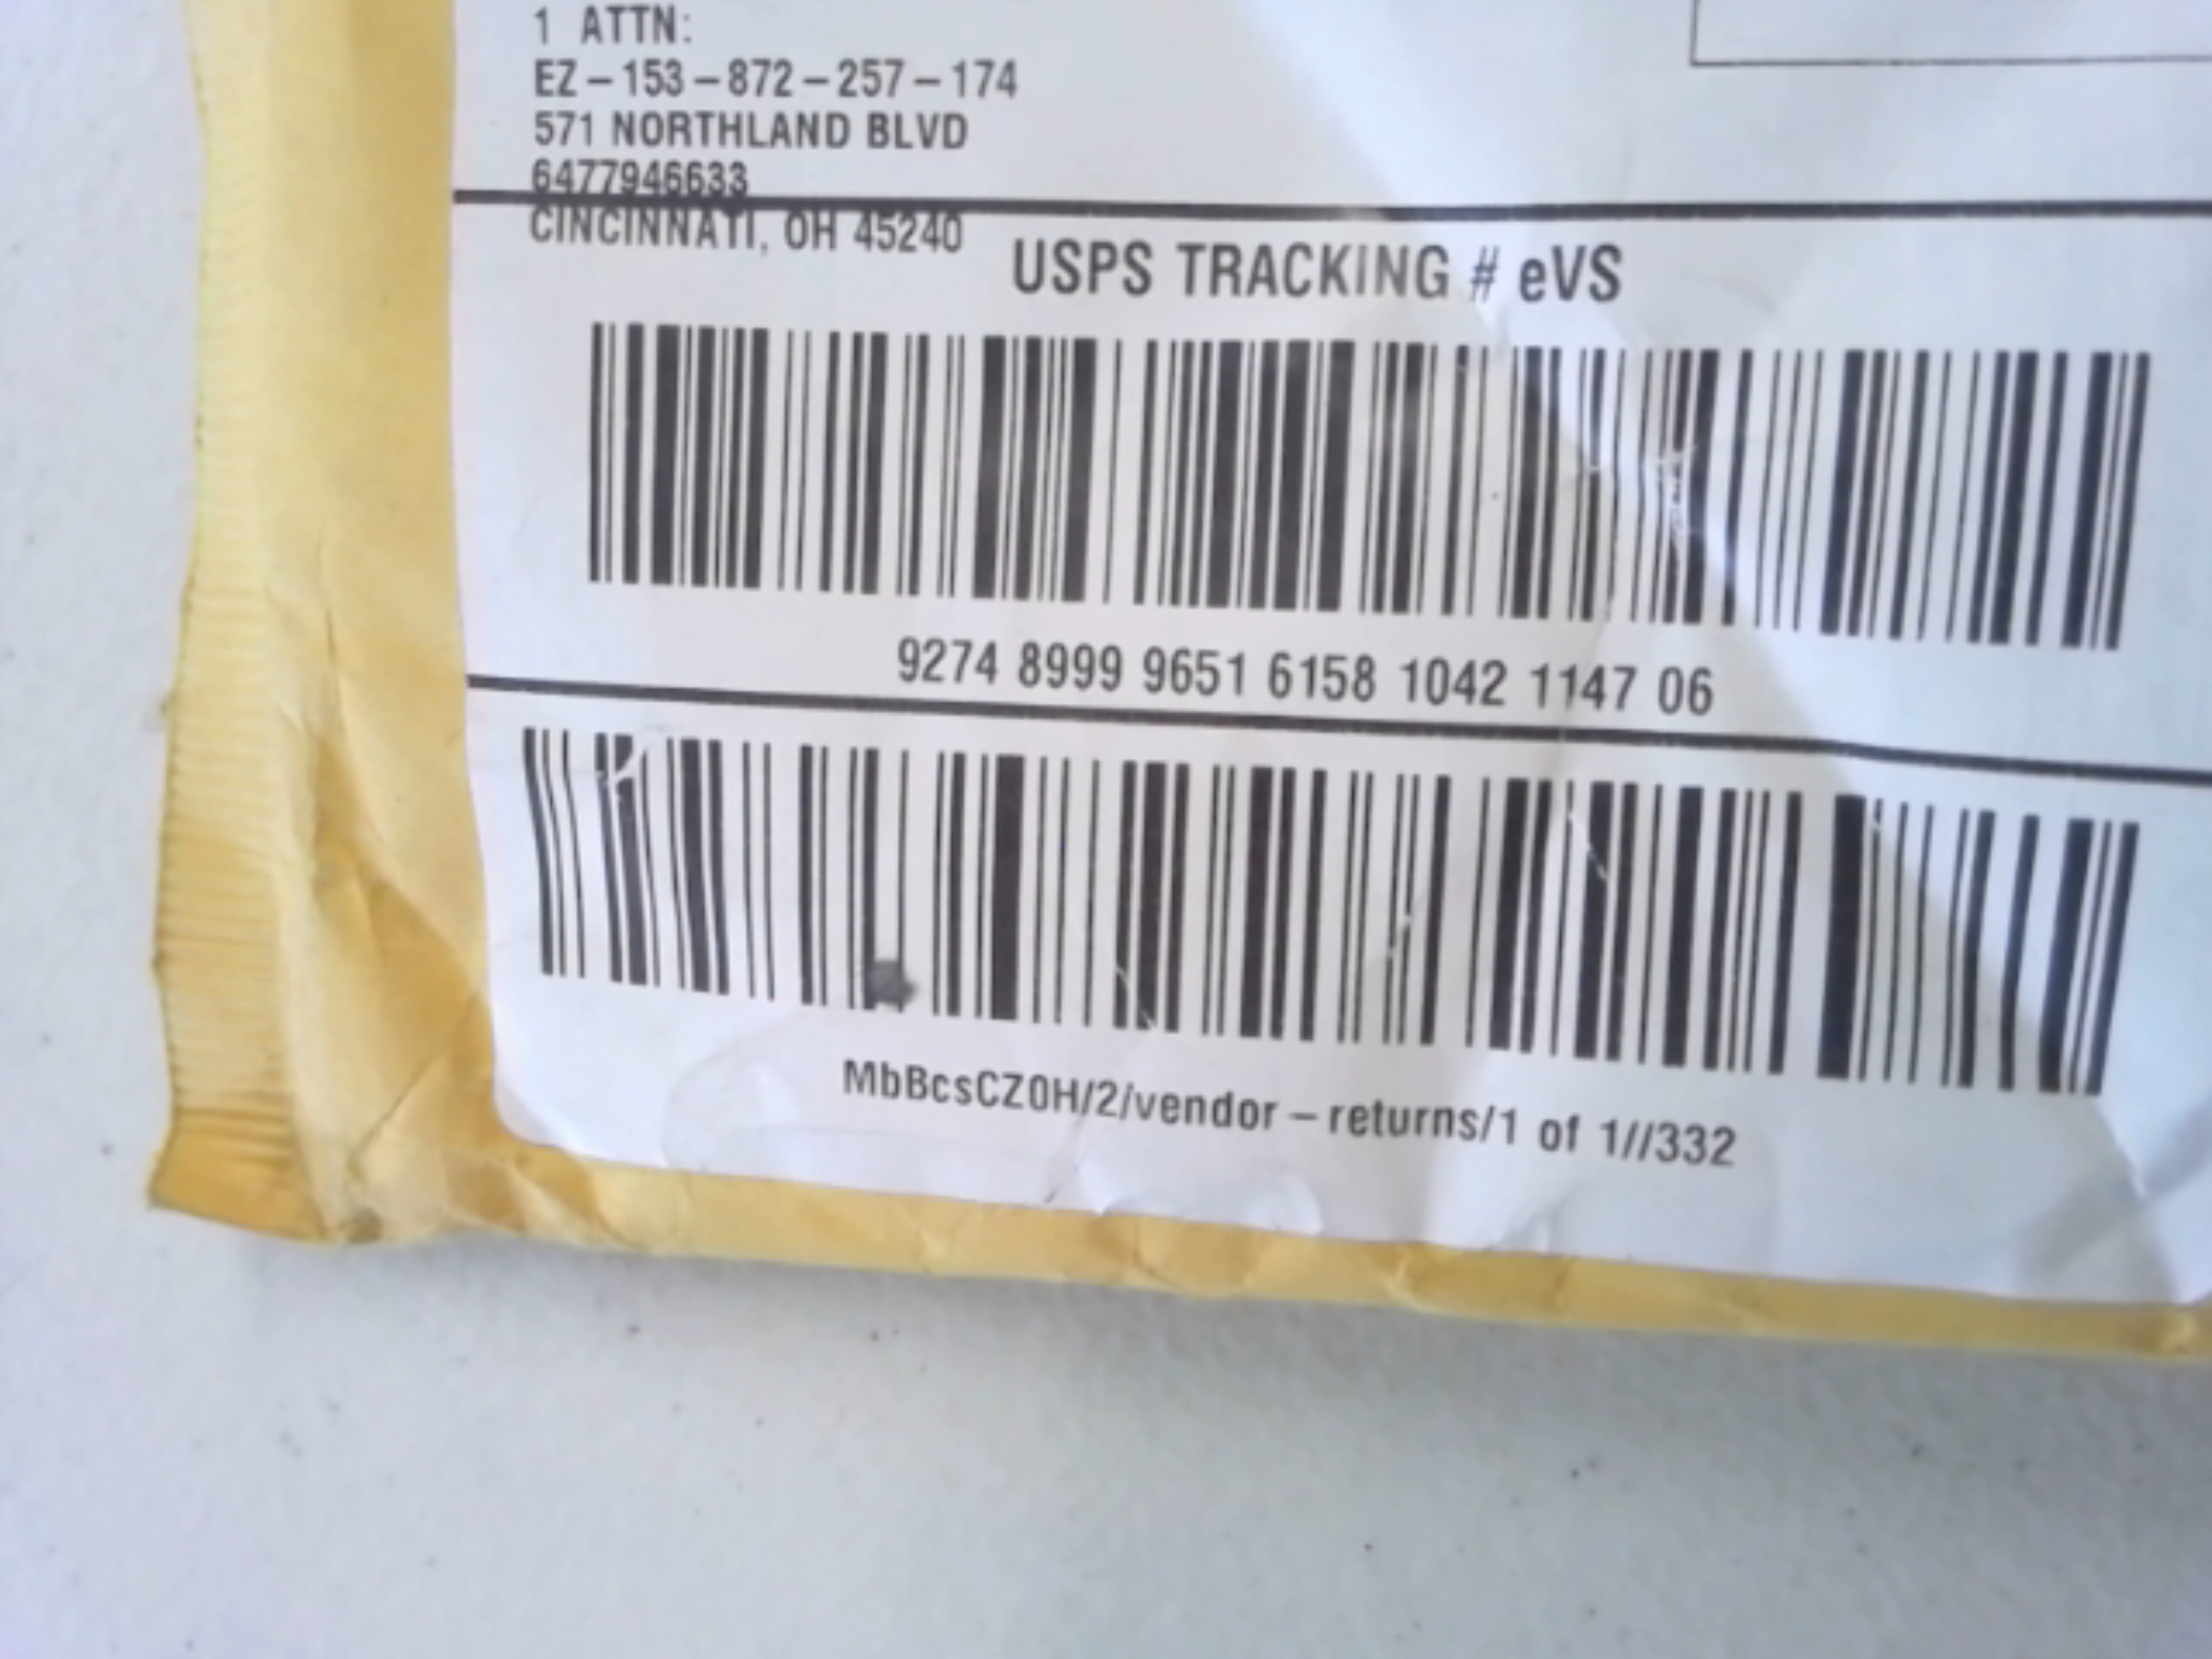 1 ATTN:
EZ – 153 – 872 – 257 – 174
571 NORTHLAND BLVD
6477946633
CINCINNATI, OH 45240
USPS TRACKING # eVS
9274 8999 9651 6158 1042 1147 06
MbBcsCZ0H/2/vendor – returns/1 of 1//332